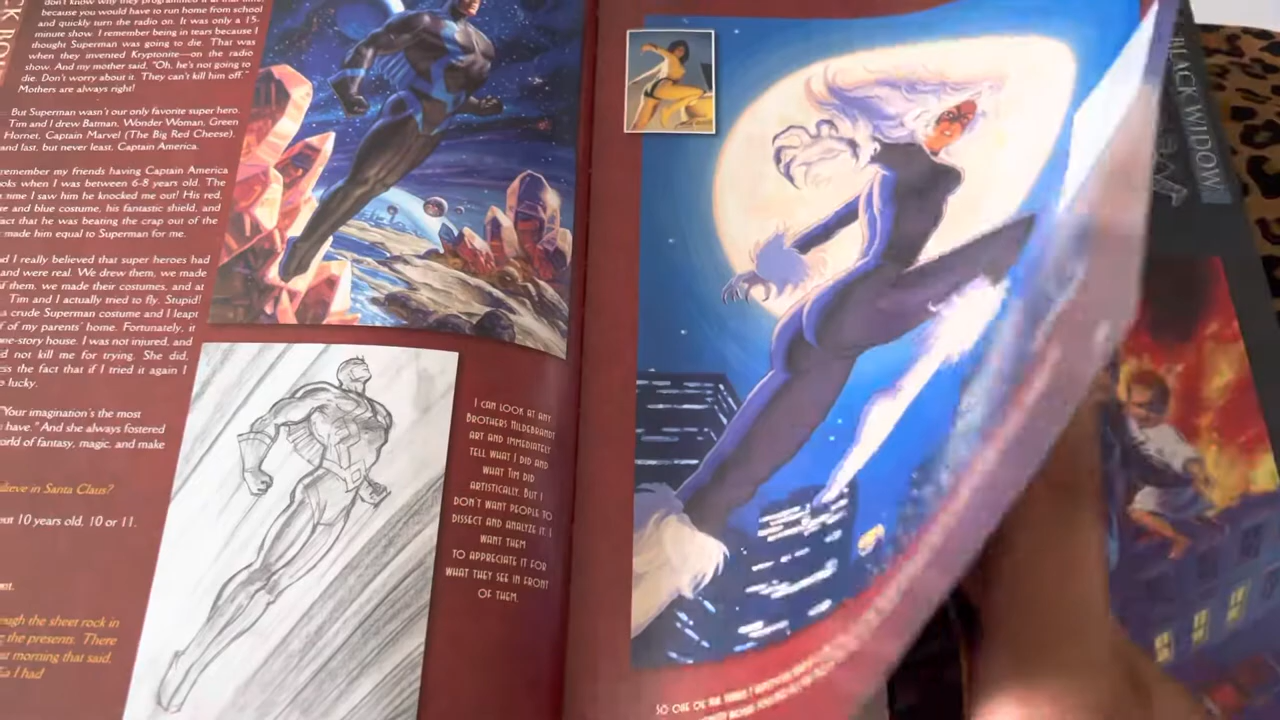 don't know why they programmed it at that time,
because you would have to run home from school
and quickly turn the radio on. It was only a 15-
minute show. I remember being in tears because I
thought Superman was going to die. That was
when they invented Kryptonite—on the radio
show. And my mother said, "Oh, he's not going to
die. Don't worry about it. They can't kill him off."
Mothers are always right!
But Superman wasn't our only favorite super hero.
Tim and I drew Batman, Wonder Woman, Green
Hornet, Captain Marvel (The Big Red Cheese),
and last, but never least, Captain America.
remember my friends having Captain America
ooks when I was between 6-8 years old. The
time I saw him he knocked me out! His red,
e and blue costume, his fantastic shield, and
act that he was beating the crap out of the
made him equal to Superman for me.
d I really believed that super heroes had
and were real. We drew them, we made
f them, we made their costumes, and at
Tim and I actually tried to fly. Stupid!
a crude Superman costume and I leapt
f of my parents' home. Fortunately, it
ne-story house. I was not injured, and
d not kill me for trying. She did,
ss the fact that if I tried it again I
e lucky.
"Your imagination's the most
have." And she always fostered
orld of fantasy, magic, and make
lieve in Santa Claus?
ut 10 years old, 10 or 11.
ough the sheet rock in
the presents. There
at morning that said,
I had
I CAN LOOK AT ANY
BROTHERS HILDEBRANDT
ART AND IMMEDIATELY
TELL WHAT I DID AND
WHAT TIM DID
ARTISTICALLY. BUT I
DON'T WANT PEOPLE TO
DISSECT AND ANALYZE IT. I
WANT THEM
TO APPRECIATE IT FOR
WHAT THEY SEE IN FRONT
OF THEM.
SO ONE OF THE THINGS I
BLACK WIDOW